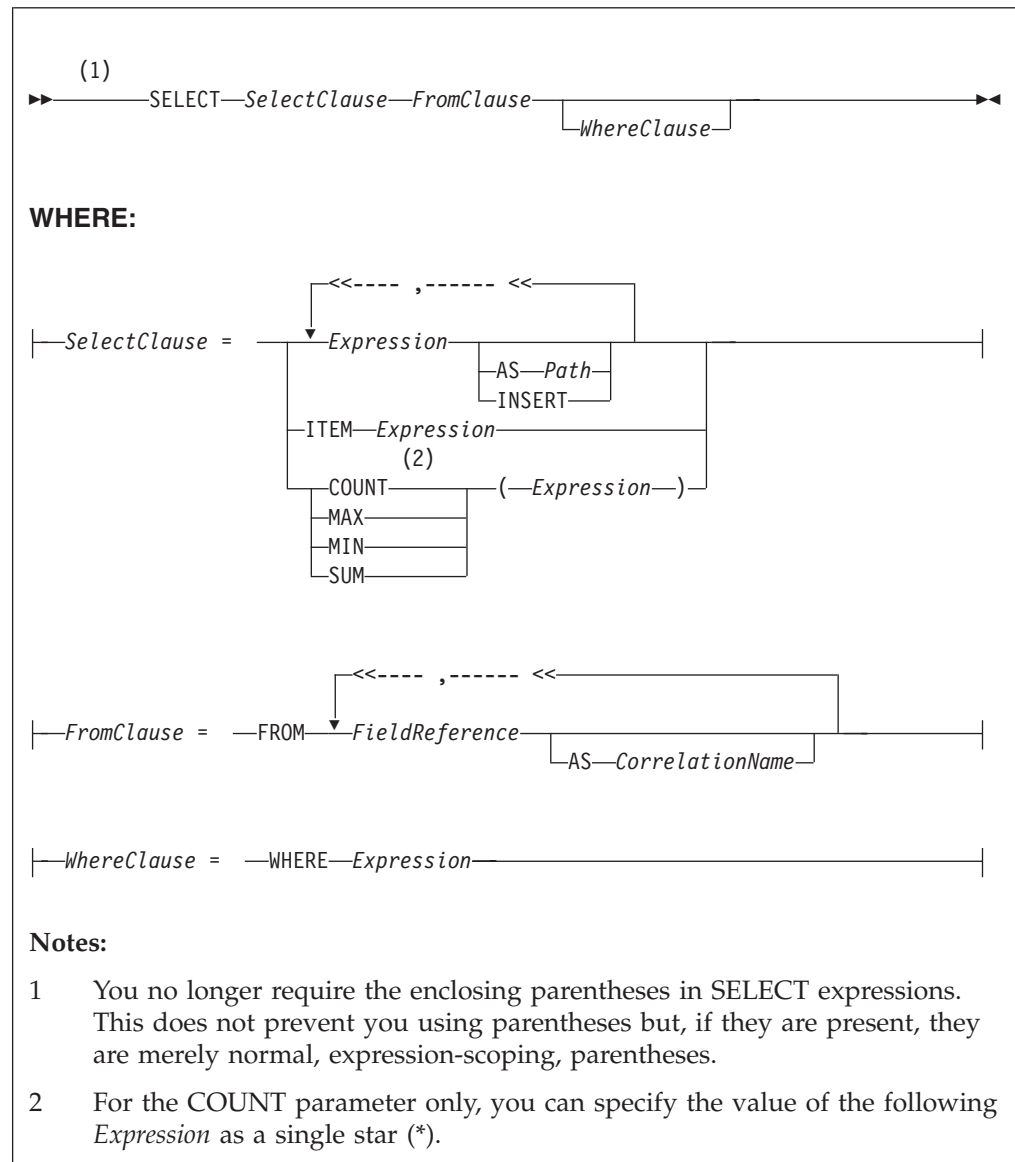 (1)
SELECT SelectClause FromClause
WhereClause
WHERE:
<<---- ,------ <<
SelectClause = Expression
AS Path
INSERT
ITEM Expression
(2)
COUNT ( Expression )
MAX
MIN
SUM
<<---- ,------ <<
FromClause = FROM FieldReference
AS CorrelationName
WhereClause = WHERE Expression
Notes:
1 You no longer require the enclosing parentheses in SELECT expressions.
This does not prevent you using parentheses but, if they are present, they
are merely normal, expression-scoping, parentheses.
2 For the COUNT parameter only, you can specify the value of the following
Expression as a single star (*).